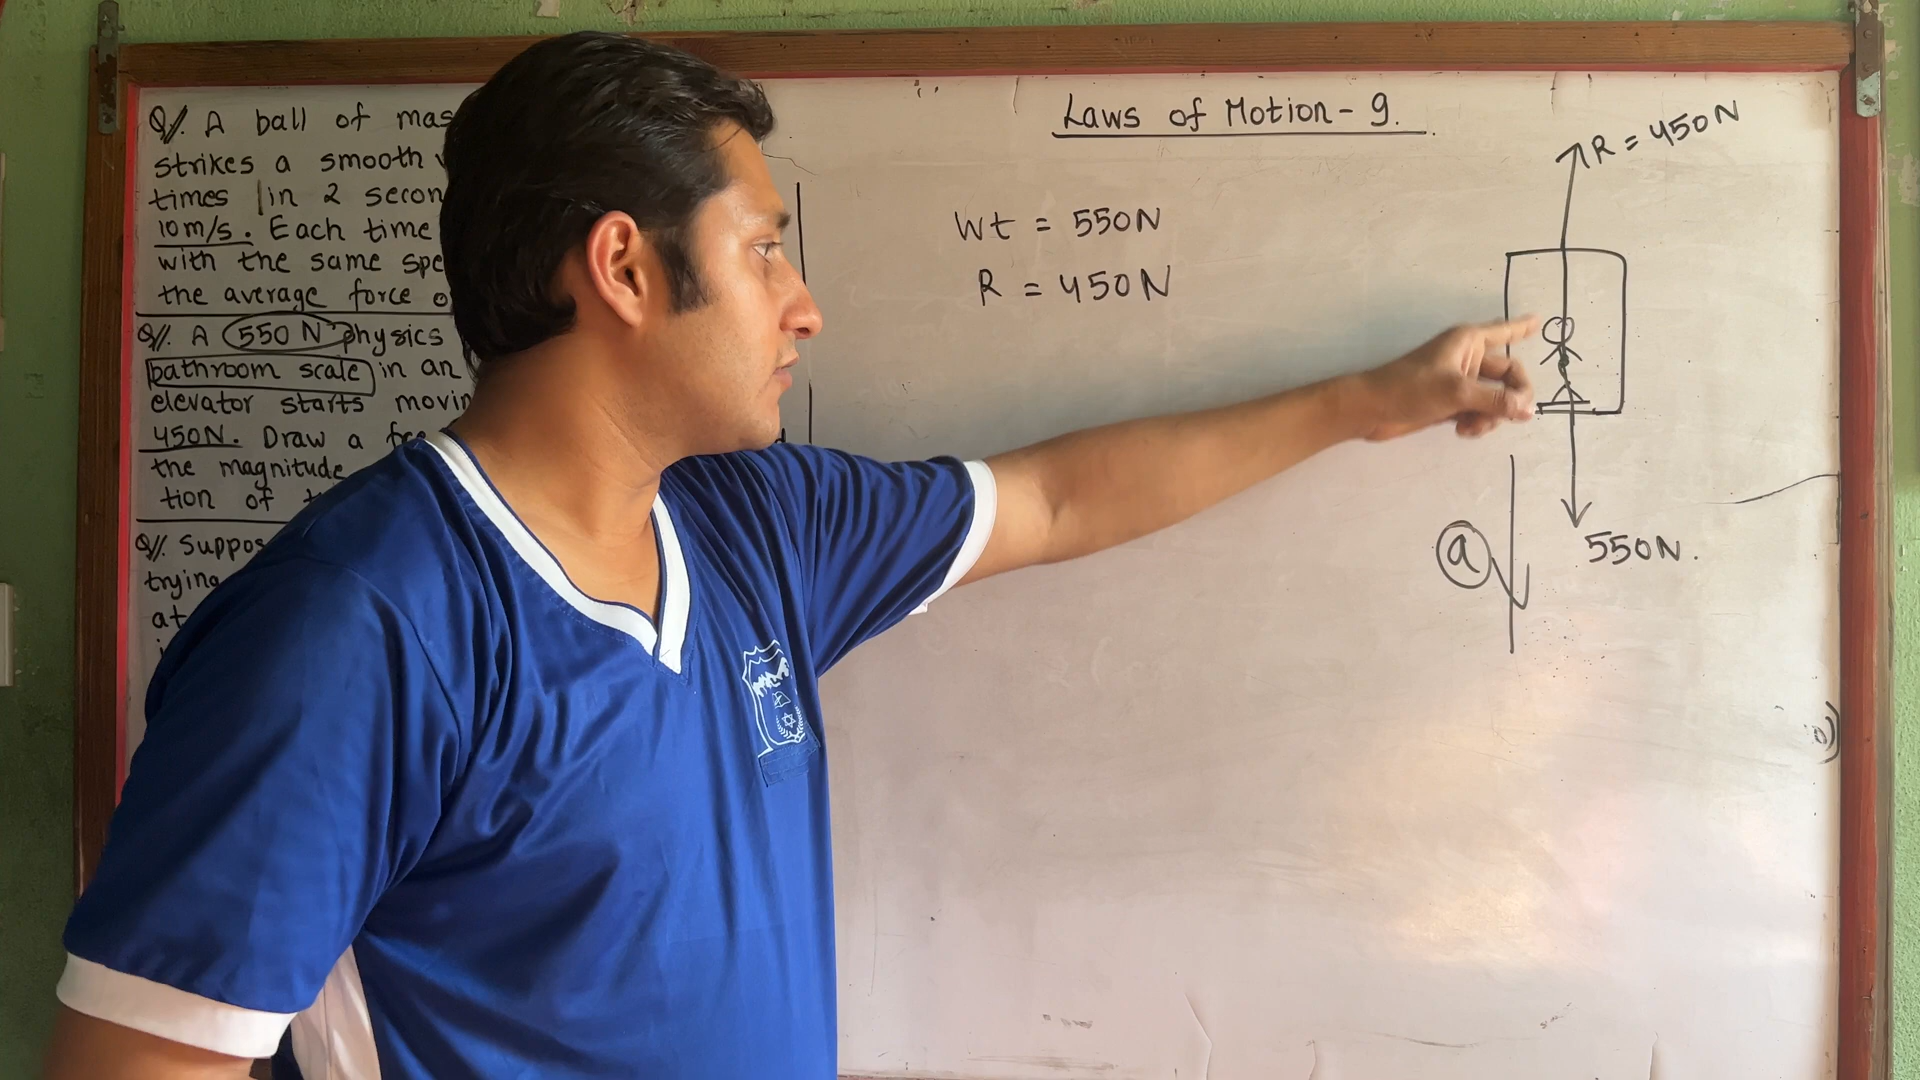 Q/. A ball of mas
strikes a smooth
times in 2 secon
10m/s. Each time
with the same spe
the average force o
Q/. A 550 N physics
bathroom scale in an
elevator starts movin
450N. Draw a free
the magnitude
tion of
Q/. Suppos
trying
at
Laws of Motion - 9.
Wt = 550N
R = 450N
R = 450N
a
550N.